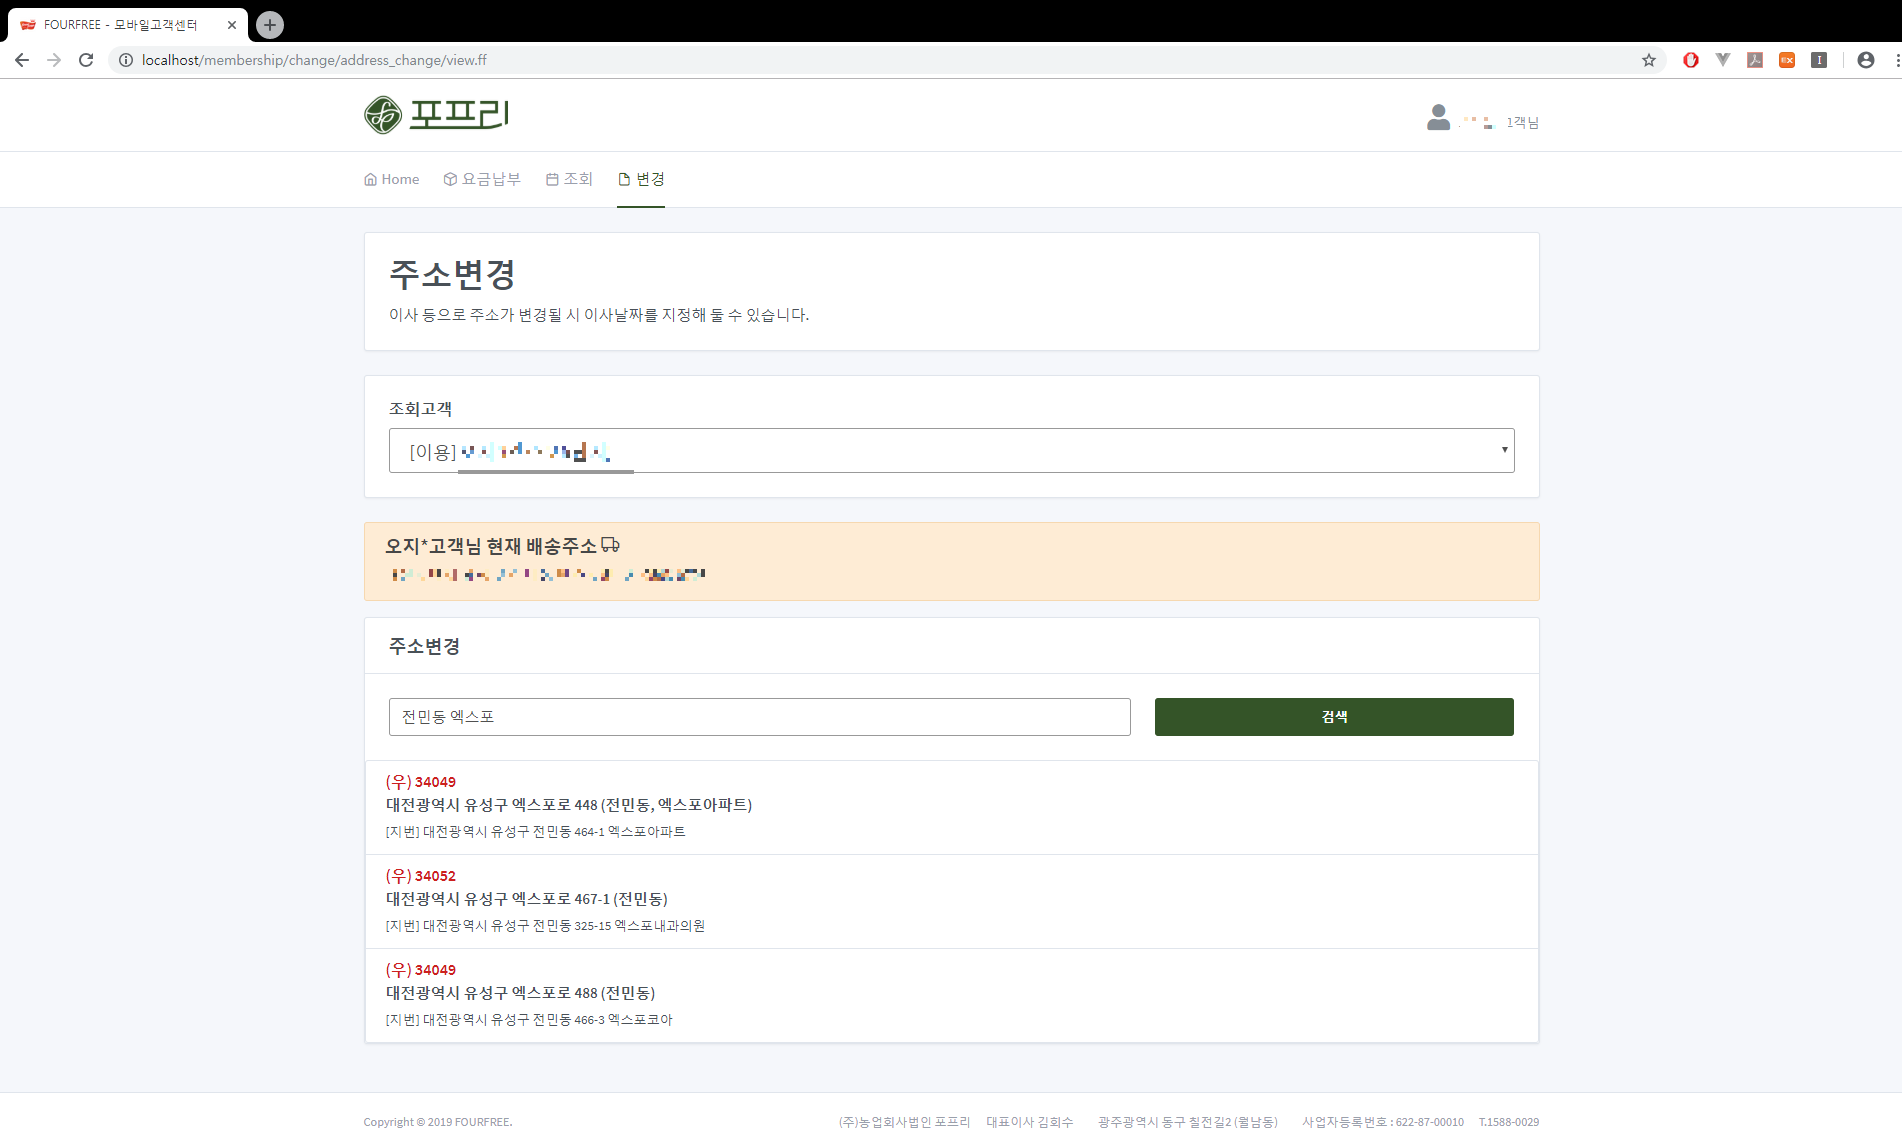 FOURFREE - 모바일고객센터
localhost/membership/change/address_change/view.ff
포프리
1객님
Home 요금납부 조회 변경
주소변경
이사 등으로 주소가 변경될 시 이사날짜를 지정해 둘 수 있습니다.
조회고객
[이용]
오지*고객님 현재 배송주소
주소변경
전민동 엑스포 검색
(우) 34049
대전광역시 유성구 엑스포로 448 (전민동, 엑스포아파트)
[지번] 대전광역시 유성구 전민동 464-1 엑스포아파트
(우) 34052
대전광역시 유성구 엑스포로 467-1 (전민동)
[지번] 대전광역시 유성구 전민동 325-15 엑스포내과의원
(우) 34049
대전광역시 유성구 엑스포로 488 (전민동)
[지번] 대전광역시 유성구 전민동 466-3 엑스포코아
Copyright © 2019 FOURFREE. (주)농업회사법인 포프리 대표이사 김회수 광주광역시 동구 칠전길2 (월남동) 사업자등록번호 : 622-87-00010 T.1588-0029